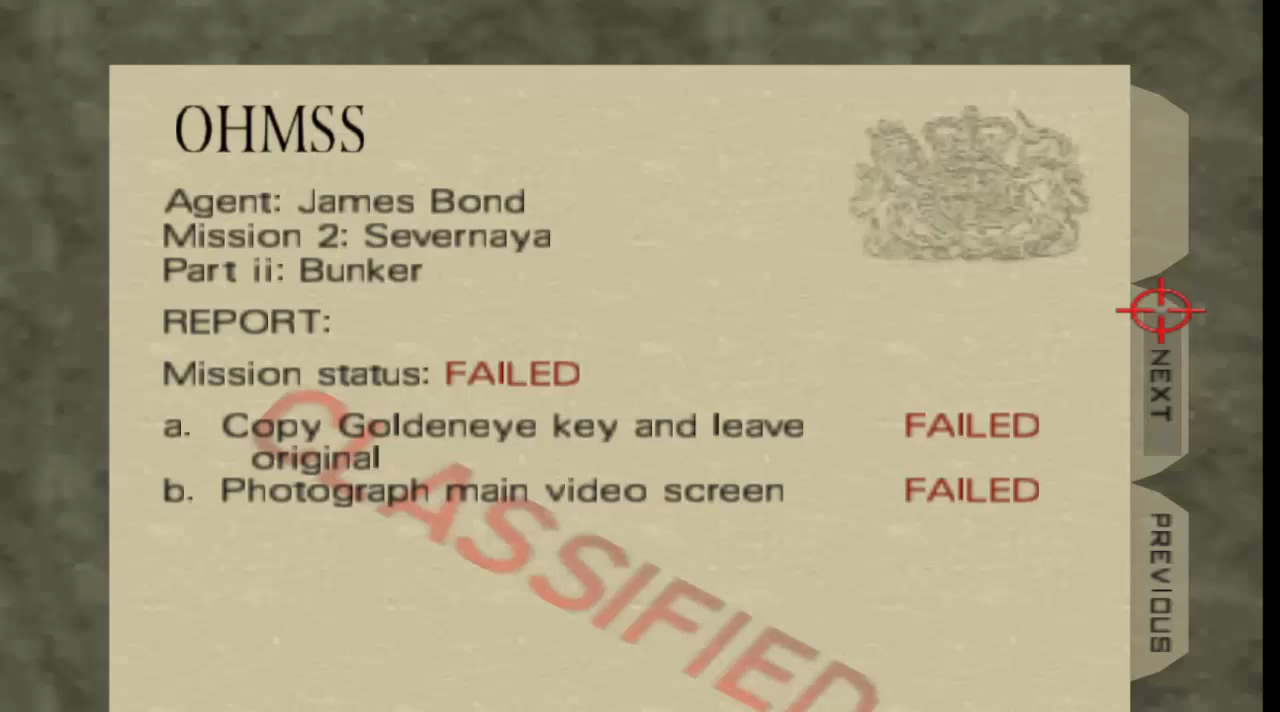 OHMSS
Agent: James Bond
Mission 2: Severnaya
Part ii: Bunker
REPORT:
Mission status: FAILED
a. Copy Goldeneye key and leave FAILED
original
b. Photograph main video screen FAILED
CLASSIFIED
NEXT
PREVIOUS